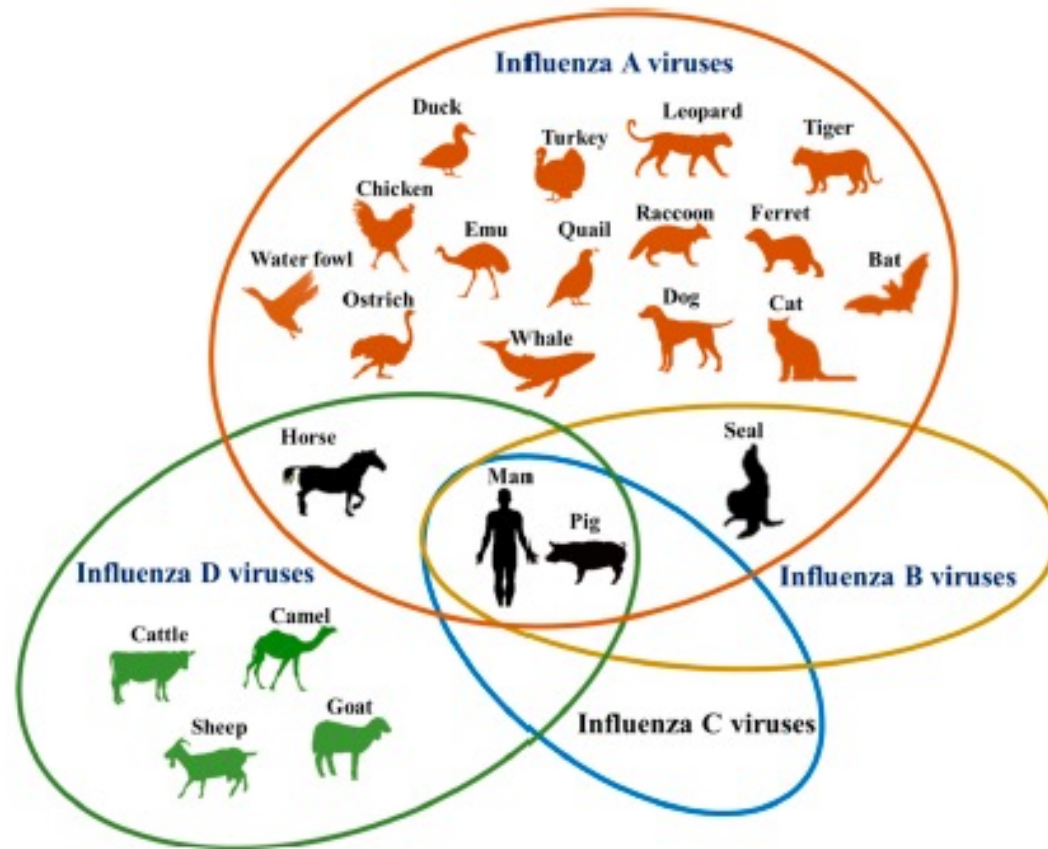 Influenza A viruses
Duck
Leopard
Turkey
Tiger
Chicken
Emu
Quail
Raccoon
Ferret
Water fowl
Bat
Ostrich
Dog
Cat
Whale
Horse
Seal
Man
Pig
Influenza D viruses
Influenza B viruses
Cattle
Camel
Sheep
Goat
Influenza C viruses